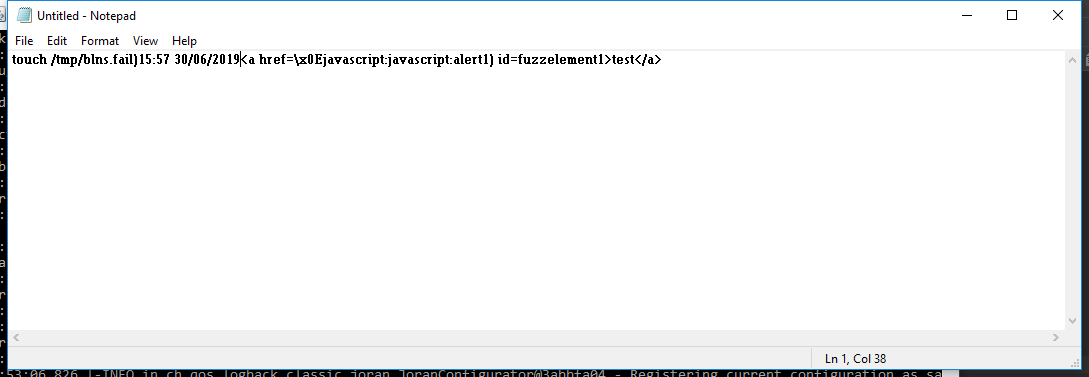 Untitled - Notepad
File Edit Format View Help
touch /tmp/blns.fail)15:57 30/06/2019<a href=\x0Ejavascript:javascript:alert1) id=fuzzelement1>test</a>
Ln 1, Col 38
:53:06,826 |-INFO in ch.qos.logback.classic.joran.JoranConfigurator@3abbfa04 - Registering current configuration as sa